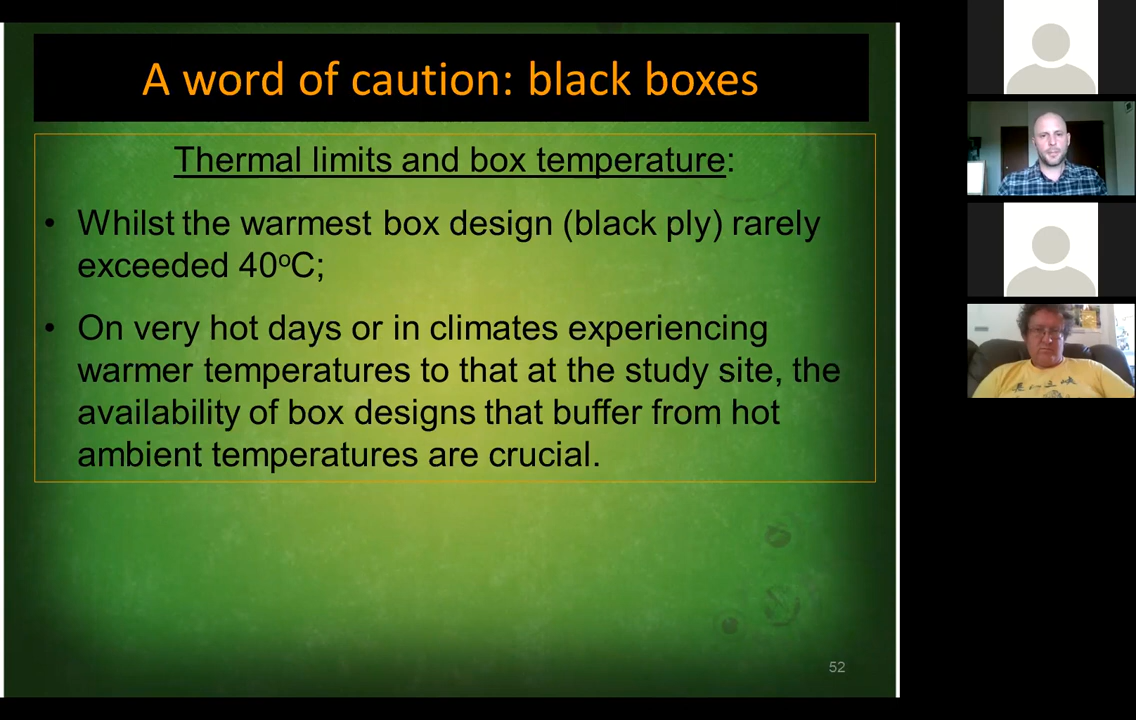 A word of caution: black boxes
Thermal limits and box temperature:
• Whilst the warmest box design (black ply) rarely
exceeded 40ºC;
• On very hot days or in climates experiencing
warmer temperatures to that at the study site, the
availability of box designs that buffer from hot
ambient temperatures are crucial.
52